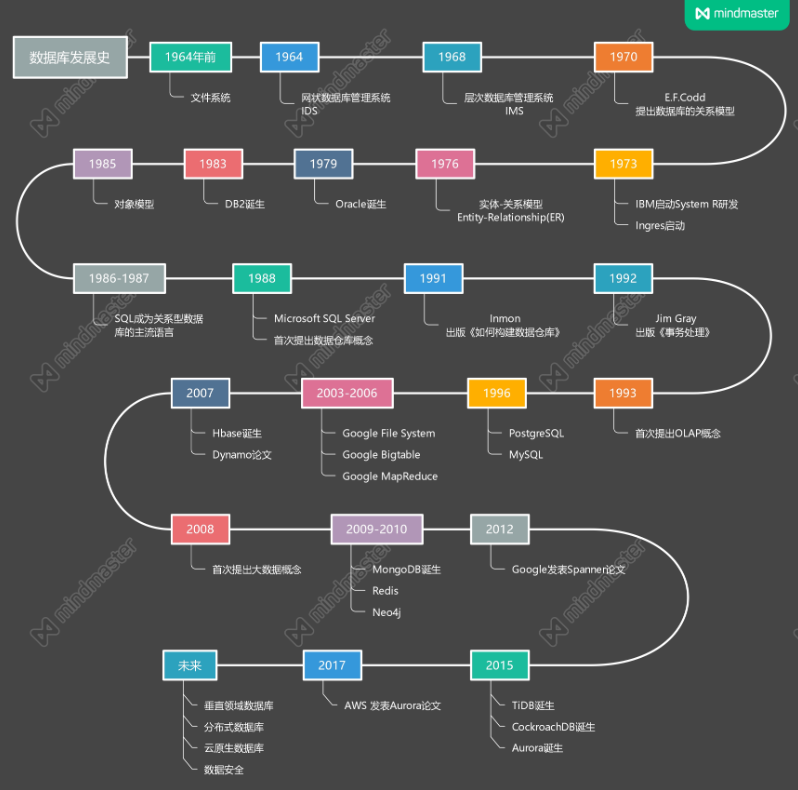 mindmaster
数据库发展史
1964年前
文件系统
1964
网状数据库管理系统
IDS
1968
层次数据库管理系统
IMS
1970
E.F.Codd
提出数据库的关系模型
1973
IBM启动System R研发
Ingres启动
1976
实体-关系模型
Entity-Relationship(ER)
1979
Oracle诞生
1983
DB2诞生
1985
对象模型
1986-1987
SQL成为关系型数据
库的主流语言
1988
Microsoft SQL Server
首次提出数据仓库概念
1991
Inmon
出版《如何构建数据仓库》
1992
Jim Gray
出版《事务处理》
1993
首次提出OLAP概念
1996
PostgreSQL
MySQL
2003-2006
Google File System
Google Bigtable
Google MapReduce
2007
Hbase诞生
Dynamo论文
2008
首次提出大数据概念
2009-2010
MongoDB诞生
Redis
Neo4j
2012
Google发表Spanner论文
2015
TiDB诞生
CockroachDB诞生
Aurora诞生
2017
AWS 发表Aurora论文
未来
垂直领域数据库
分布式数据库
云原生数据库
数据安全
mindmaster
mindmaster
mindmaster
mindmaster
mindmaster
mindmaster
mindmaster
mindmaster
mindmaster